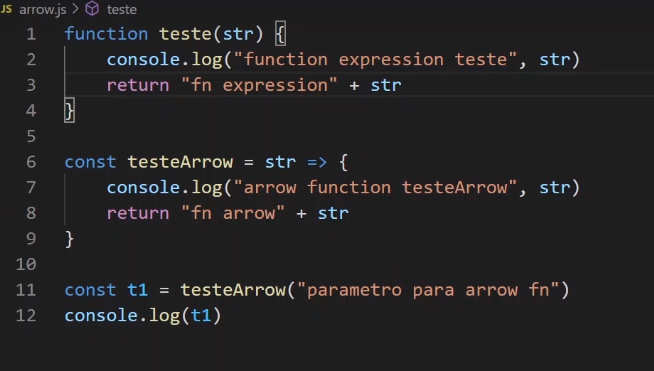 JS arrow.js > teste
1 function teste(str) {
2     console.log("function expression teste", str)
3     return "fn expression" + str
4 }
5
6 const testeArrow = str => {
7     console.log("arrow function testeArrow", str)
8     return "fn arrow" + str
9 }
10
11 const t1 = testeArrow("parametro para arrow fn")
12 console.log(t1)